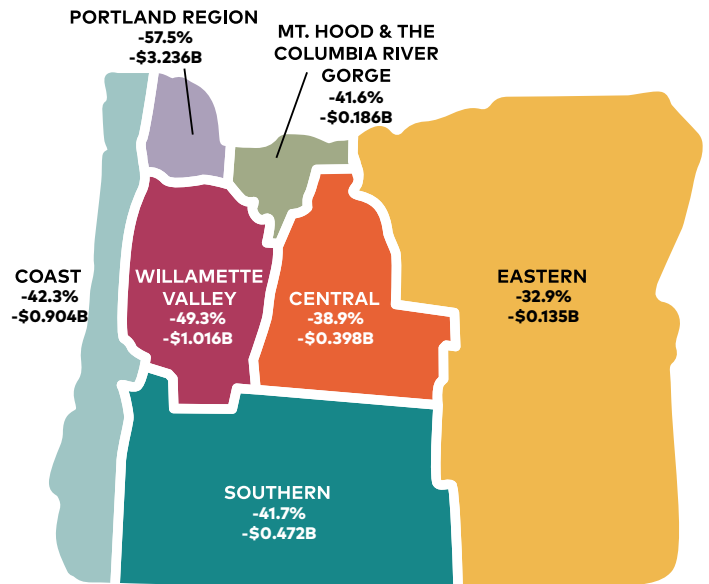 PORTLAND REGION
-57.5%
-$3.236B
MT. HOOD & THE
COLUMBIA RIVER
GORGE
-41.6%
-$0.186B
COAST
-42.3%
-$0.904B
WILLAMETTE
VALLEY
-49.3%
-$1.016B
CENTRAL
-38.9%
-$0.398B
EASTERN
-32.9%
-$0.135B
SOUTHERN
-41.7%
-$0.472B